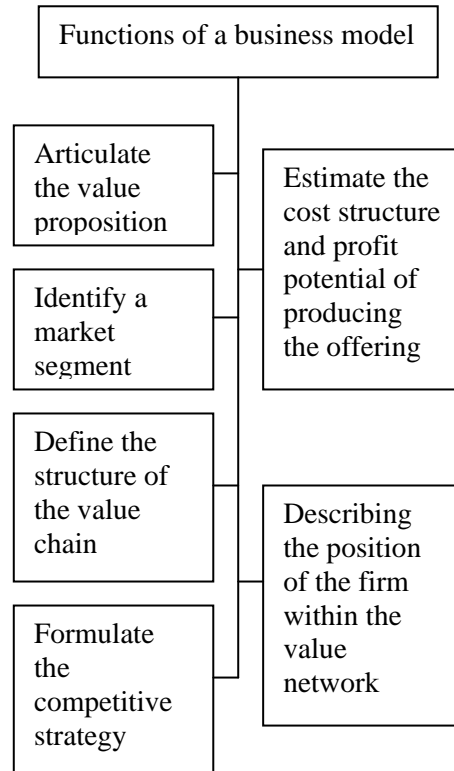 Functions of a business model
Articulate
the value
proposition
Identify a
market
segment
Define the
structure of
the value
chain
Formulate
the
competitive
strategy
Estimate the
cost structure
and profit
potential of
producing
the offering
Describing
the position
of the firm
within the
value
network